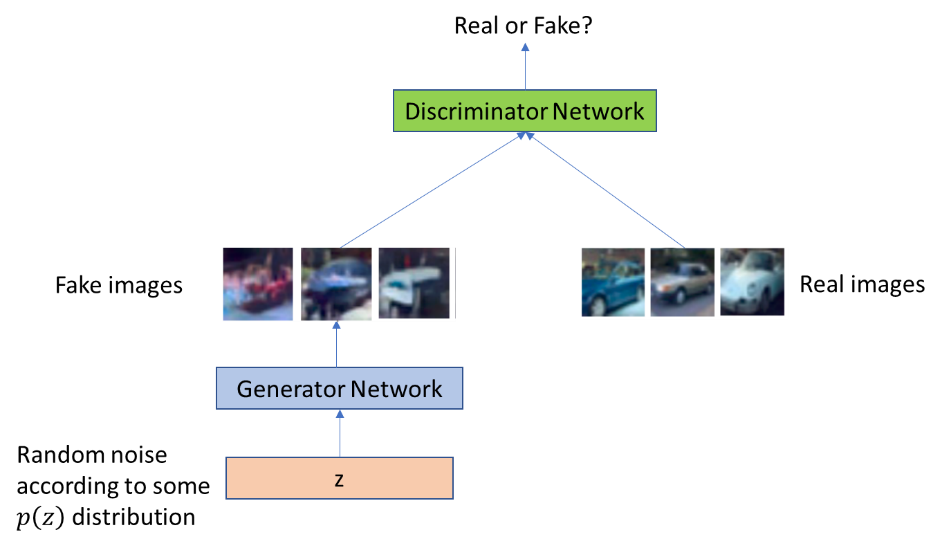 Real or Fake?
Discriminator Network
Fake images
Real images
Generator Network
Random noise
according to some
p(z) distribution
z